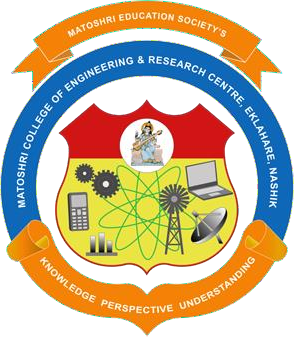 MATOSHRI EDUCATION SOCIETY'S
MATOSHRI COLLEGE OF ENGINEERING & RESEARCH CENTRE, EKLAHARE, NASHIK
KNOWLEDGE PERSPECTIVE UNDERSTANDING